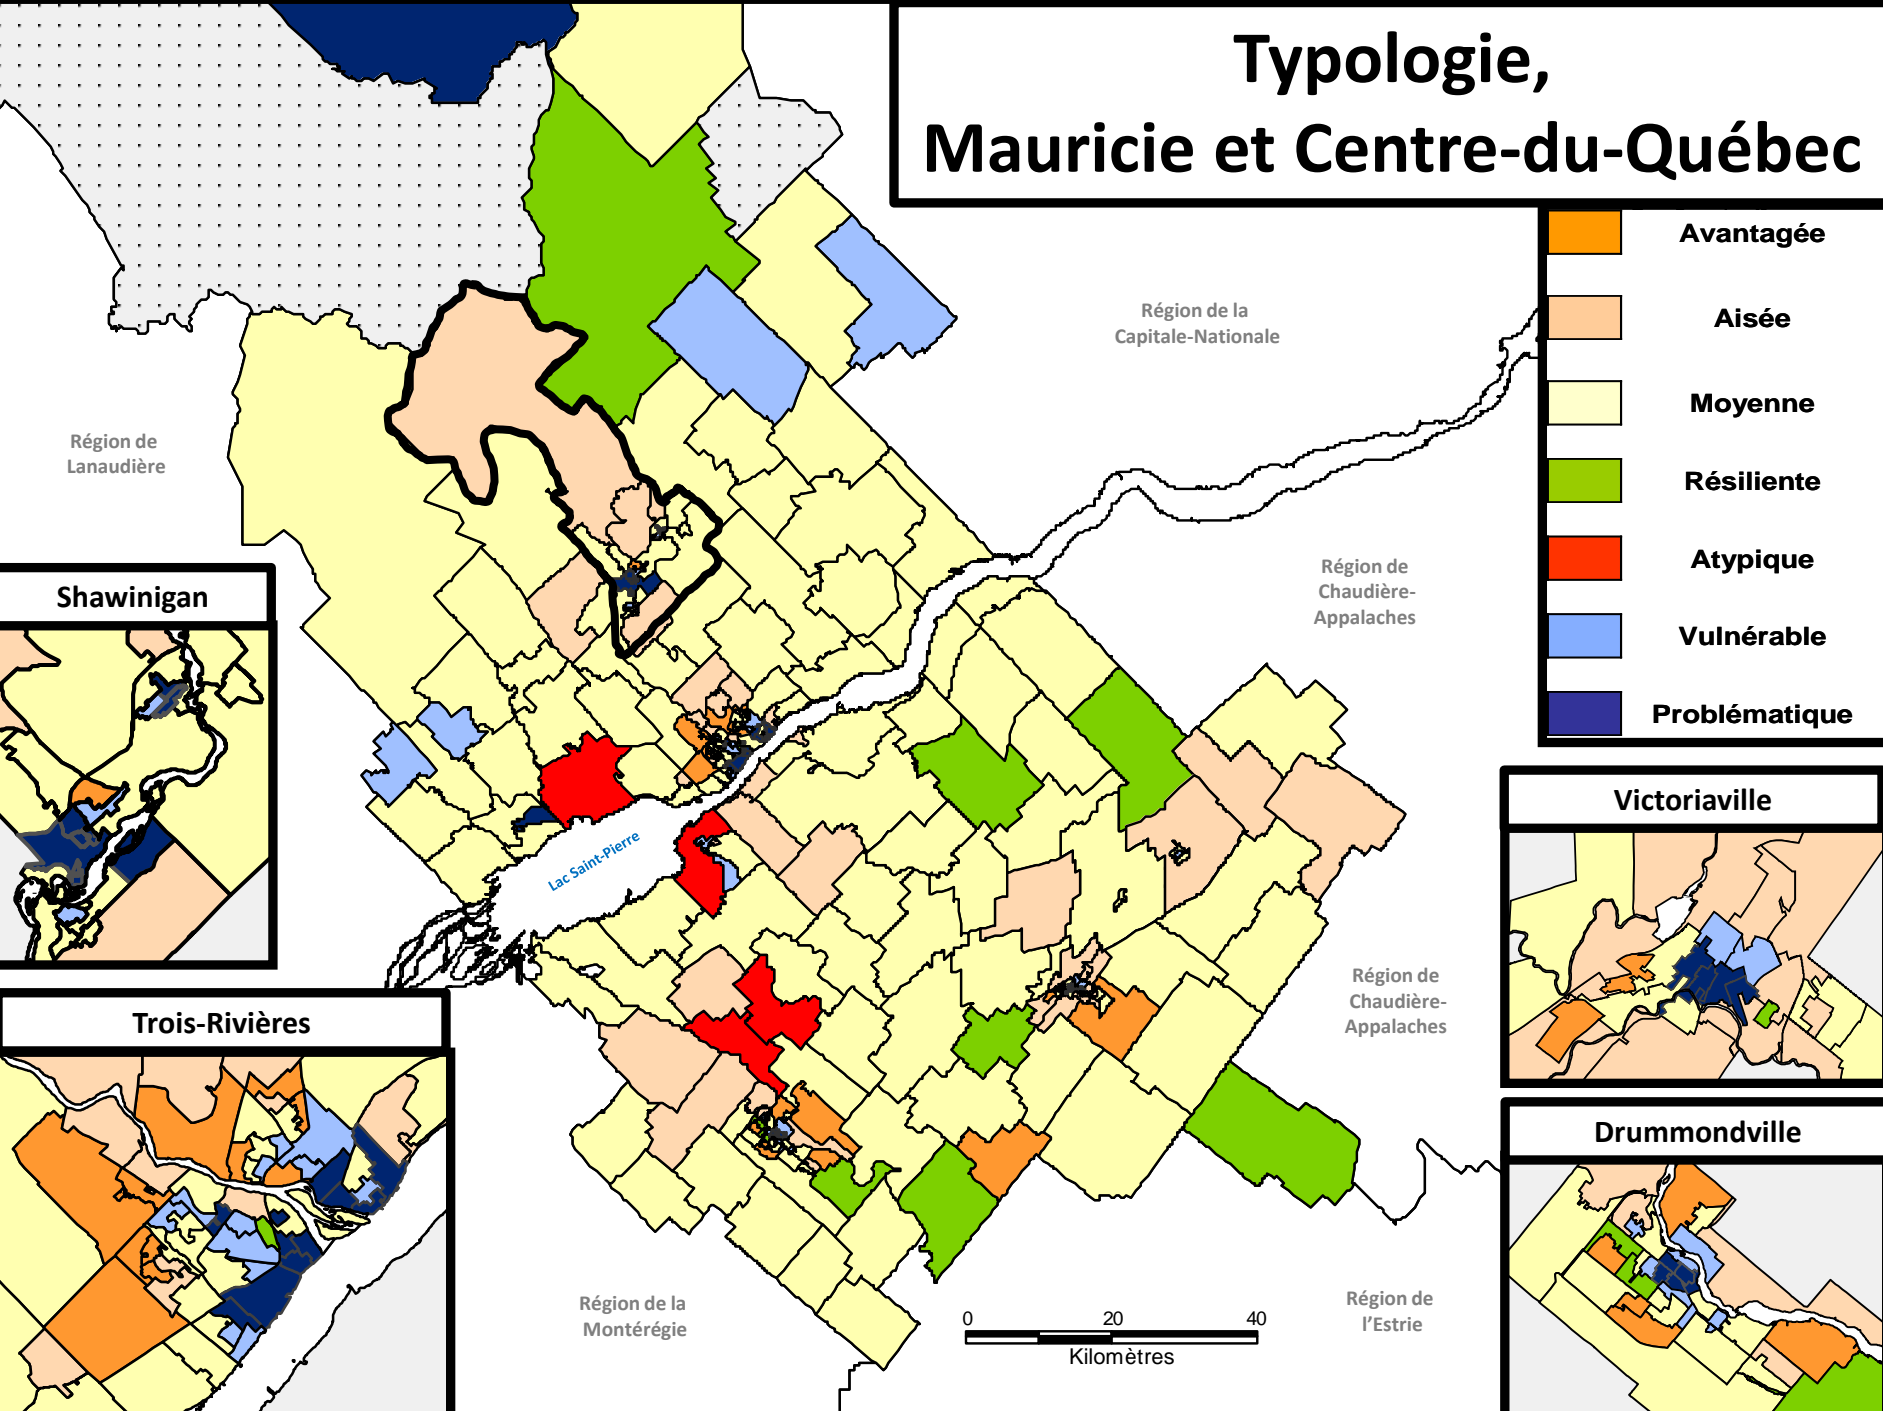 Typologie,
Mauricie et Centre-du-Québec
Avantagée
Aisée
Moyenne
Résiliente
Atypique
Vulnérable
Problématique
Région de la
Capitale-Nationale
Région de
Lanaudière
Région de
Chaudière-
Appalaches
Shawinigan
Lac Saint-Pierre
Victoriaville
Trois-Rivières
Région de
Chaudière-
Appalaches
Drummondville
Région de la
Montérégie
0 20 40
Kilomètres
Région de
l'Estrie